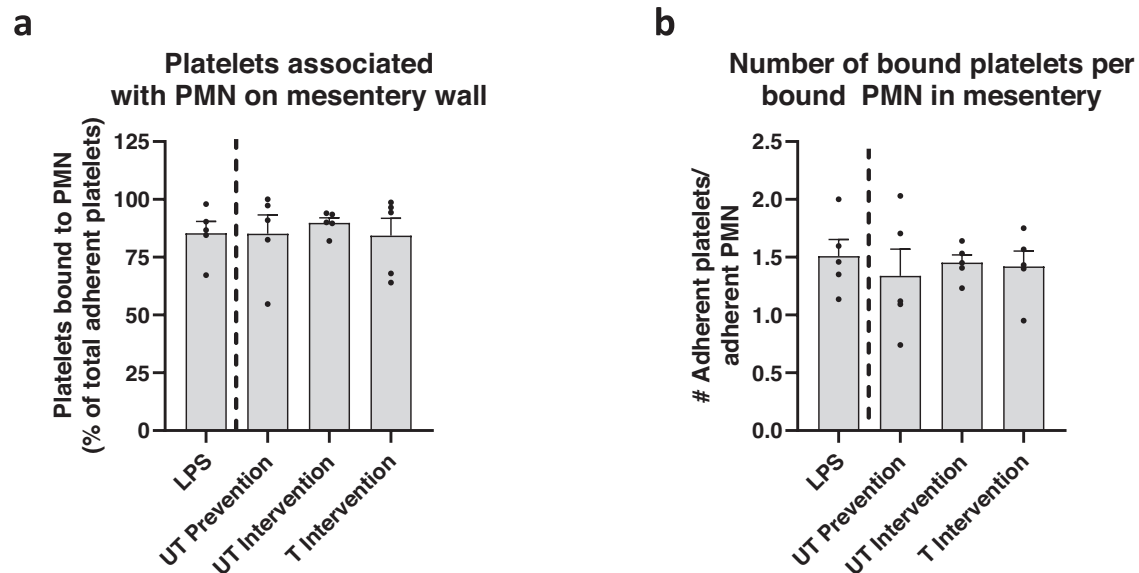 a
Platelets associated
with PMN on mesentery wall
Platelets bound to PMN
(% of total adherent platelets)
125
100
75
50
25
0
LPS
UT Prevention
UT Intervention
T Intervention
b
Number of bound platelets per
bound PMN in mesentery
# Adherent platelets/
adherent PMN
2.5
2.0
1.5
1.0
0.5
0.0
LPS
UT Prevention
UT Intervention
T Intervention